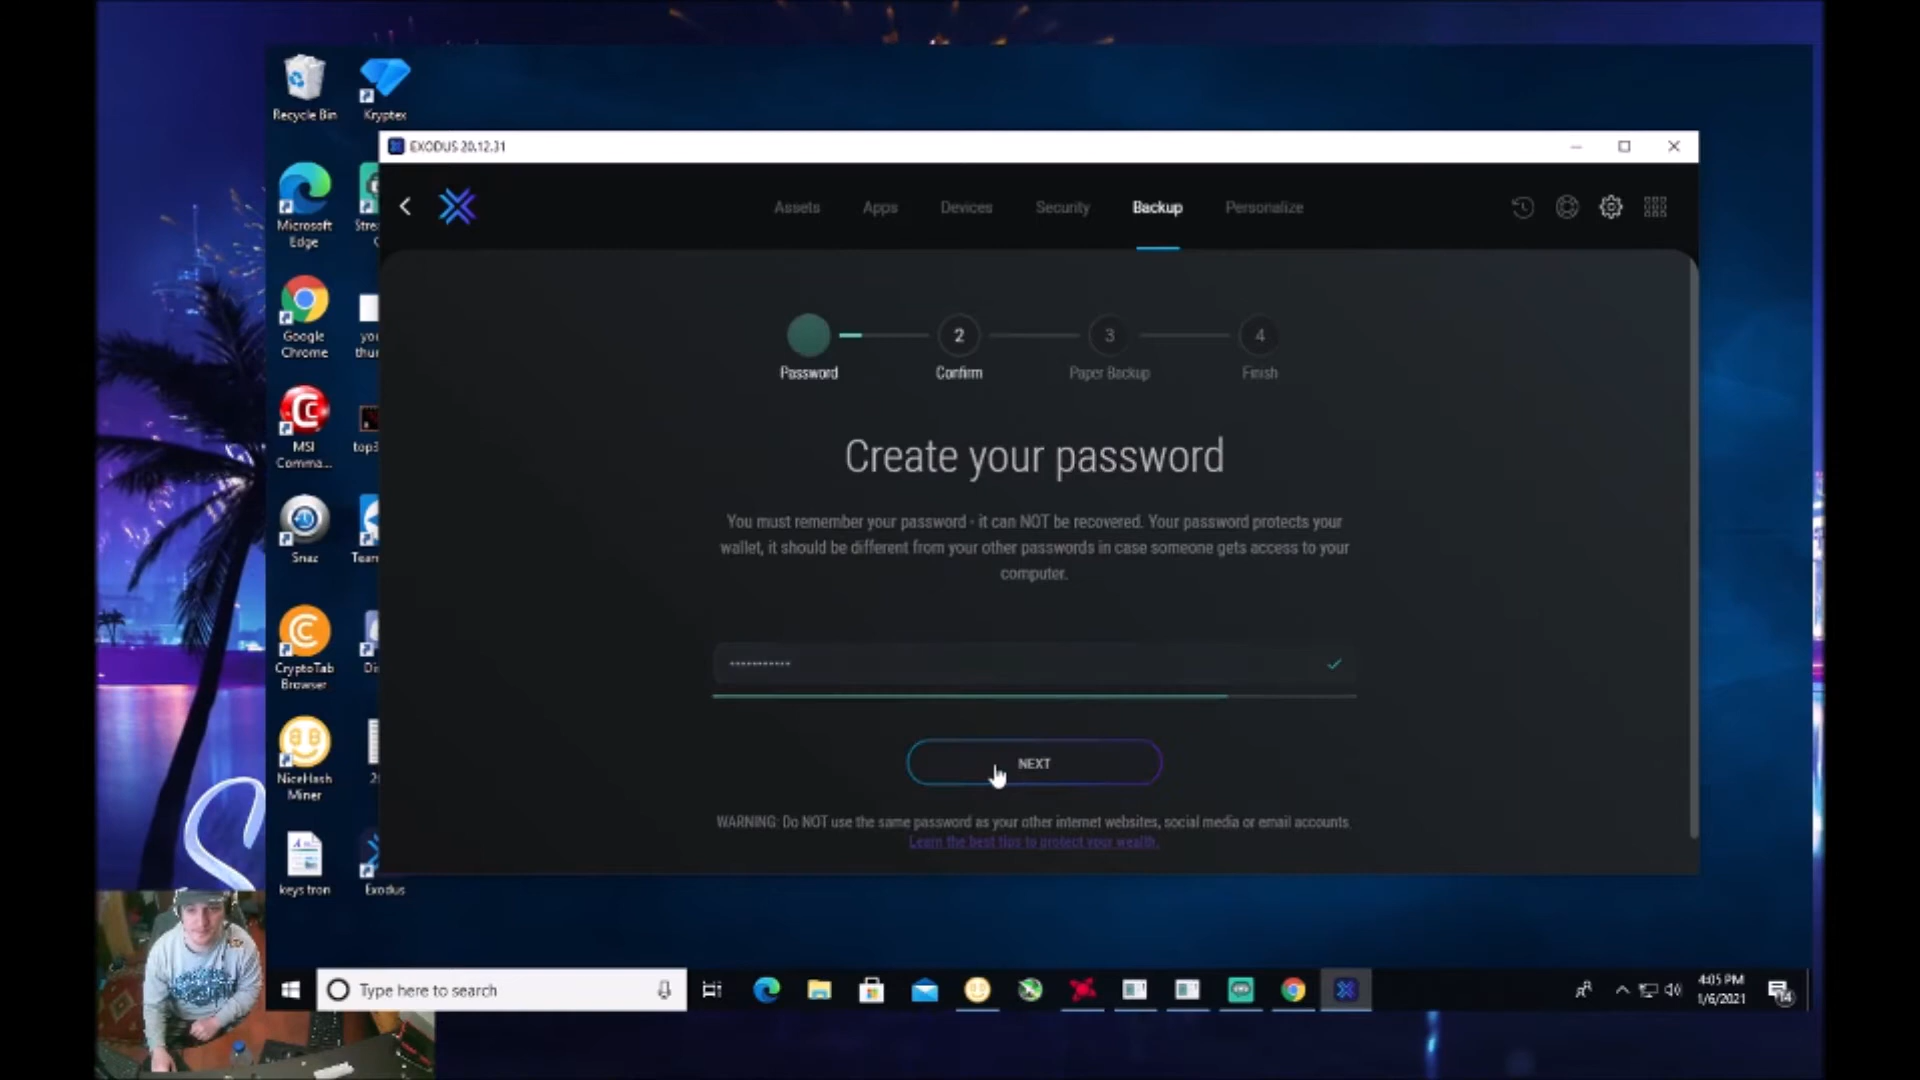 Recycle Bin
Kryptex
EXODUS 20.12.31
Microsoft
Edge
Assets
Apps
Devices
Security
Backup
Personalize
Google
Chrome
2
3
4
Password
Confirm
Paper Backup
Finish
MSI
Comma...
Create your password
You must remember your password - it can NOT be recovered. Your password protects your
wallet, it should be different from your other passwords in case someone gets access to your
computer.
Snaz
CryptoTab
Browser
NEXT
NiceHash
Miner
WARNING: Do NOT use the same password as your other internet websites, social media or email accounts.
Learn the best tips to protect your wealth.
keys tron
Exodus
Type here to search
4:05 PM
1/6/2021
14